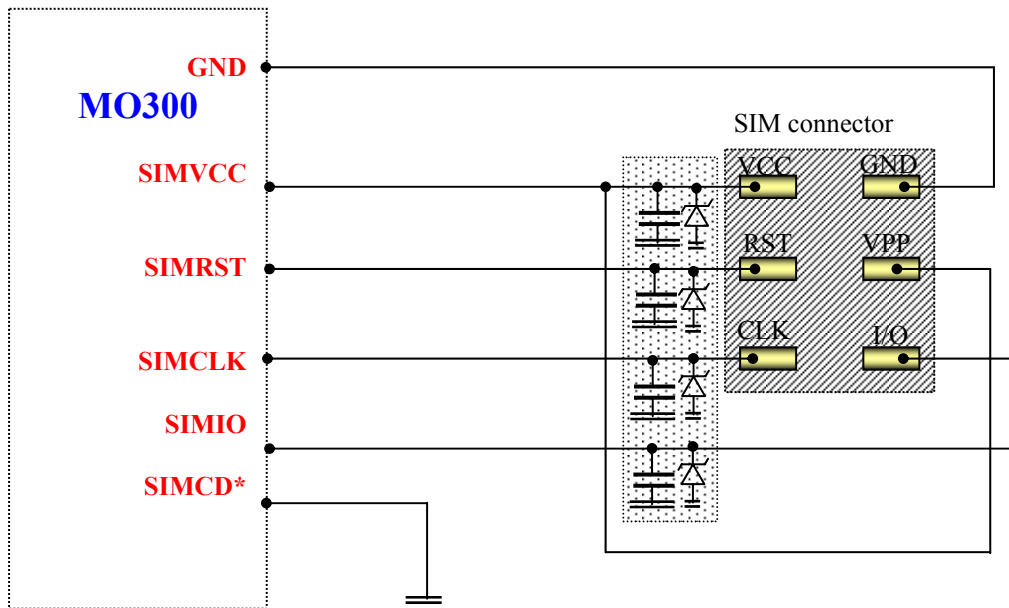 GND
MO300
SIM connector
SIMVCC
VCC
GND
SIMRST
RST
VPP
SIMCLK
CLK
I/O
SIMIO
SIMCD*